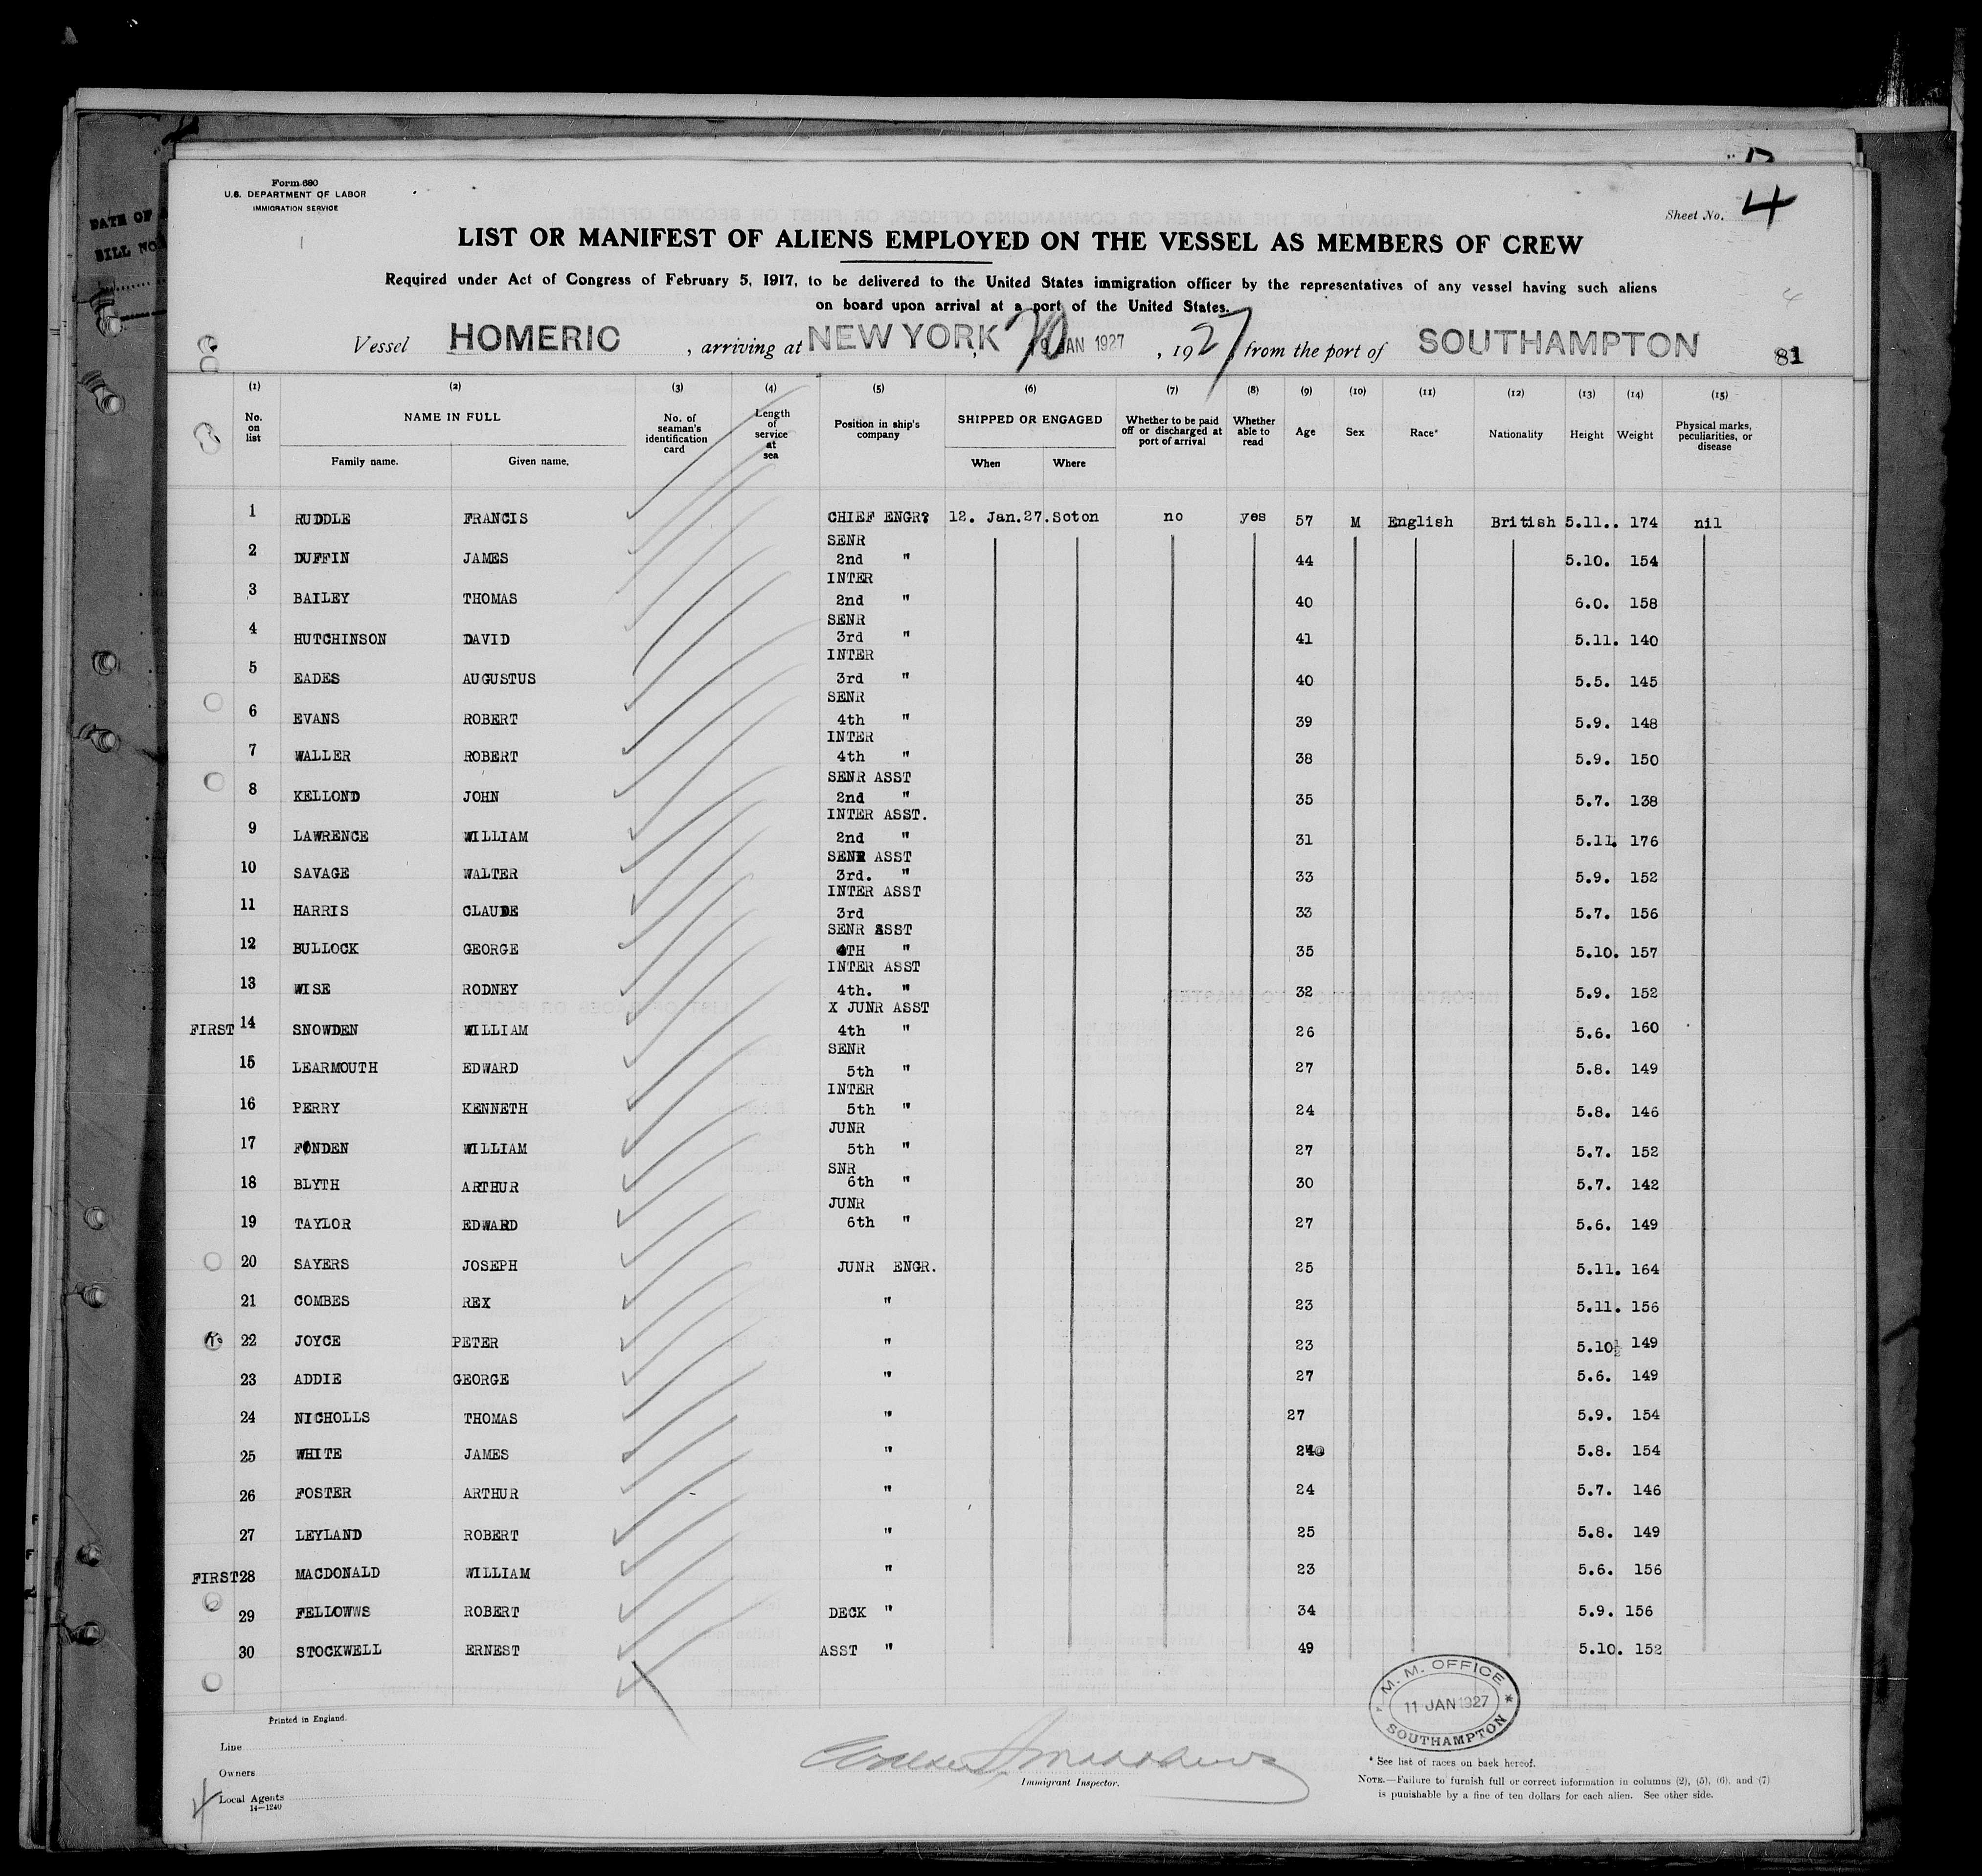 DATE OF
BILL NO.
Form 680
U.S. DEPARTMENT OF LABOR
IMMIGRATION SERVICE
Sheet No. 4
LIST OR MANIFEST OF ALIENS EMPLOYED ON THE VESSEL AS MEMBERS OF CREW
Required under Act of Congress of February 5, 1917, to be delivered to the United States immigration officer by the representatives of any vessel having such aliens
on board upon arrival at a port of the United States.
Vessel HOMERIC , arriving at NEW YORK 20 JAN 1927 , 1927 from the port of SOUTHAMPTON 81
(1) (2) (3) (4) (5) (6) (7) (8) (9) (10) (11) (12) (13) (14) (15)
No. on list NAME IN FULL No. of seaman's identification card Length of service at sea Position in ship's company SHIPPED OR ENGAGED Whether to be paid off or discharged at port of arrival Whether able to read Age Sex Race* Nationality Height Weight Physical marks, peculiarities, or disease
Family name. Given name. When Where
1 RUDDLE FRANCIS CHIEF ENGR? 12. Jan.27. Soton no yes 57 M English British 5.11.. 174 nil
SENR
2 DUFFIN JAMES 2nd " 44 5.10. 154
INTER
3 BAILEY THOMAS 2nd " 40 6.0. 158
SENR
4 HUTCHINSON DAVID 3rd " 41 5.11. 140
INTER
5 EADES AUGUSTUS 3rd " 40 5.5. 145
SENR
6 EVANS ROBERT 4th " 39 5.9. 148
INTER
7 WALLER ROBERT 4th " 38 5.9. 150
SENR ASST
8 KELLOND JOHN 2nd " 35 5.7. 138
INTER ASST.
9 LAWRENCE WILLIAM 2nd " 31 5.11. 176
SENR ASST
10 SAVAGE WALTER 3rd. " 33 5.9. 152
INTER ASST
11 HARRIS CLAUDE 3rd 33 5.7. 156
SENR ASST
12 BULLOCK GEORGE 4TH " 35 5.10. 157
INTER ASST
13 WISE RODNEY 4th. " 32 5.9. 152
X JUNR ASST
FIRST 14 SNOWDEN WILLIAM 4th " 26 5.6. 160
SENR
15 LEARMOUTH EDWARD 5th " 27 5.8. 149
INTER
16 PERRY KENNETH 5th " 24 5.8. 146
JUNR
17 FONDEN WILLIAM 5th " 27 5.7. 152
SNR
18 BLYTH ARTHUR 6th " 30 5.7. 142
JUNR
19 TAYLOR EDWARD 6th " 27 5.6. 149
20 SAYERS JOSEPH JUNR ENGR. 25 5.11. 164
21 COMBES REX " 23 5.11. 156
22 JOYCE PETER " 23 5.10½ 149
23 ADDIE GEORGE " 27 5.6. 149
24 NICHOLLS THOMAS " 27 5.9. 154
25 WHITE JAMES " 24 5.8. 154
26 FOSTER ARTHUR " 24 5.7. 146
27 LEYLAND ROBERT " 25 5.8. 149
FIRST 28 MACDONALD WILLIAM " 23 5.6. 156
29 FELLOWWS ROBERT DECK " 34 5.9. 156
30 STOCKWELL ERNEST ASST " 49 5.10. 152
M. M. OFFICE
11 JAN 1927
SOUTHAMPTON
Printed in England.
Line
Owners
Local Agents
14—1240
Immigrant Inspector.
* See list of races on back hereof.
NOTE.—Failure to furnish full or correct information in columns (2), (5), (6), and (7)
is punishable by a fine of ten dollars for each alien. See other side.